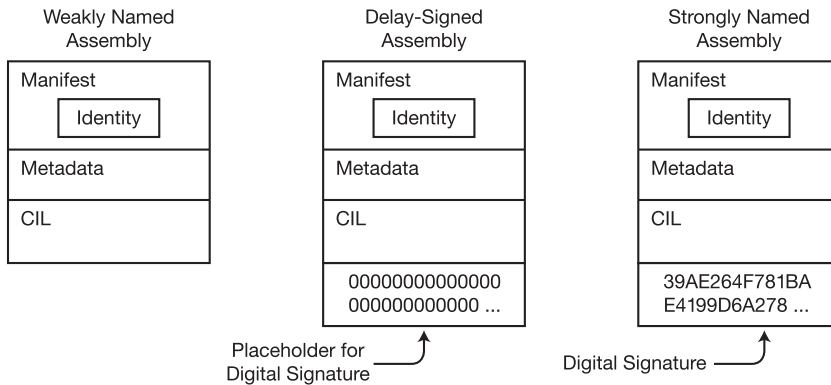 Weakly Named
Assembly
Manifest
Identity
Metadata
CIL
Delay-Signed
Assembly
Manifest
Identity
Metadata
CIL
00000000000000
000000000000 ...
Placeholder for
Digital Signature
Strongly Named
Assembly
Manifest
Identity
Metadata
CIL
39AE264F781BA
E4199D6A278 ...
Digital Signature